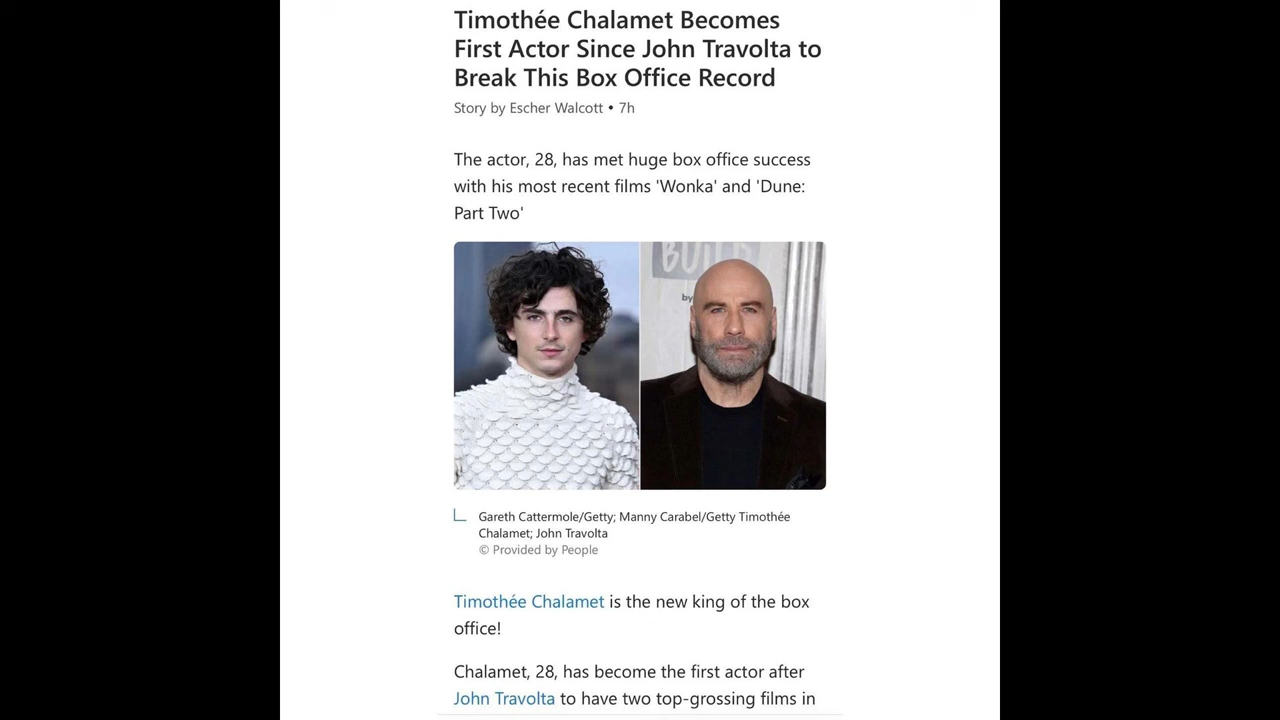 Timothée Chalamet Becomes
First Actor Since John Travolta to
Break This Box Office Record
Story by Escher Walcott • 7h
The actor, 28, has met huge box office success
with his most recent films 'Wonka' and 'Dune:
Part Two'
BUILD
by
Gareth Cattermole/Getty; Manny Carabel/Getty Timothée
Chalamet; John Travolta
© Provided by People
Timothée Chalamet is the new king of the box
office!
Chalamet, 28, has become the first actor after
John Travolta to have two top-grossing films in